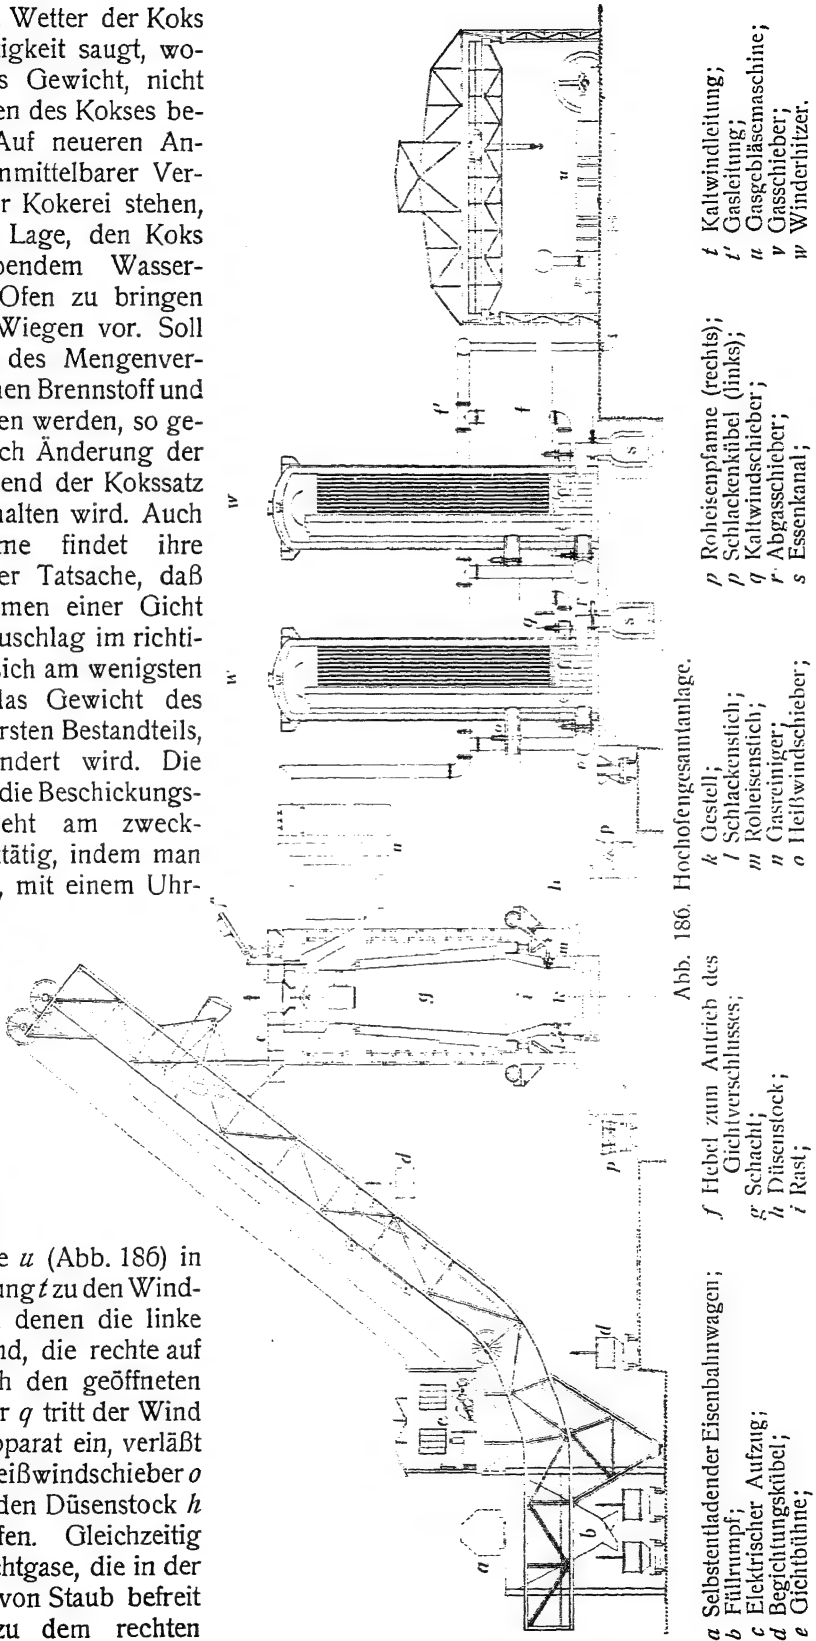 Wetter der Koks
igkeit saugt, wo-
s Gewicht, nicht
en des Kokses be-
Auf neueren An-
nmittelbarer Ver-
r Kokerei stehen,
Lage, den Koks
bendem Wasser-
Ofen zu bringen
Wiegen vor. Soll
des Mengenver-
nen Brennstoff und
en werden, so ge-
ch Änderung der
end der Kokssatz
halten wird. Auch
me findet ihre
er Tatsache, daß
men einer Gicht
uschlag im richti-
sich am wenigsten
das Gewicht des
rsten Bestandteils,
ndert wird. Die
die Beschickungs-
eht am zweck-
tätig, indem man
, mit einem Uhr-
e u (Abb. 186) in
ung t zu den Wind-
denen die linke
nd, die rechte auf
h den geöffneten
r q tritt der Wind
pparat ein, verläßt
eißwindschieber o
den Düsenstock h
fen. Gleichzeitig
chtgase, die in der
von Staub befreit
zu dem rechten
Abb. 186. Hochofengesamtanlage.
a Selbstentladender Eisenbahnwagen;
b Füllrumpf;
c Elektrischer Aufzug;
d Begichtungskübel;
e Gichtbühne;
f Hebel zum Antrieb des
Gichtverschlusses;
g Schacht;
h Düsenstock;
i Rast;
k Gestell;
l Schlackenstich;
m Roheisenstich;
n Gasreiniger;
o Heißwindschieber;
p Roheisenpfanne (rechts);
p Schlackenkübel (links);
q Kaltwindschieber;
r Abgasschieber;
s Essenkanal;
t Kaltwindleitung;
t' Gasleitung;
u Gasgebläsemaschine;
v Gasschieber;
w Winderhitzer.